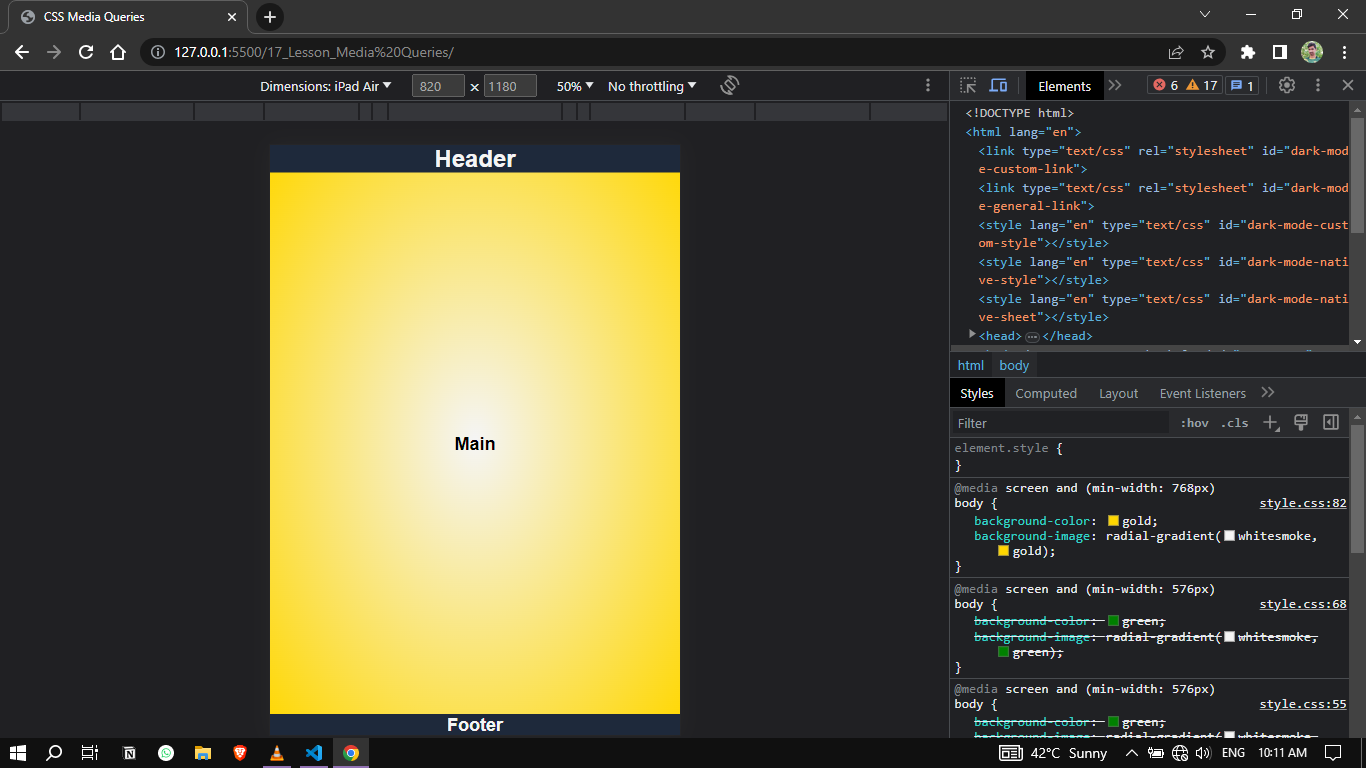 CSS Media Queries
127.0.0.1:5500/17_Lesson_Media%20Queries/
Dimensions: iPad Air 820 × 1180 50% No throttling
Elements 6 17 1
Header
Main
Footer
<!DOCTYPE html>
<html lang="en">
<link type="text/css" rel="stylesheet" id="dark-mod
e-custom-link">
<link type="text/css" rel="stylesheet" id="dark-mod
e-general-link">
<style lang="en" type="text/css" id="dark-mode-cust
om-style"></style>
<style lang="en" type="text/css" id="dark-mode-nati
ve-style"></style>
<style lang="en" type="text/css" id="dark-mode-nati
ve-sheet"></style>
<head> … </head>
html body
Styles Computed Layout Event Listeners
Filter :hov .cls
element.style {
}
@media screen and (min-width: 768px)
body { style.css:82
background-color: gold;
background-image: radial-gradient( whitesmoke,
gold);
}
@media screen and (min-width: 576px)
body { style.css:68
background-color: green;
background-image: radial-gradient( whitesmoke,
green);
}
@media screen and (min-width: 576px)
body { style.css:55
background-color: green;
background-image: radial-gradient( whitesmoke,
42°C Sunny ENG 10:11 AM